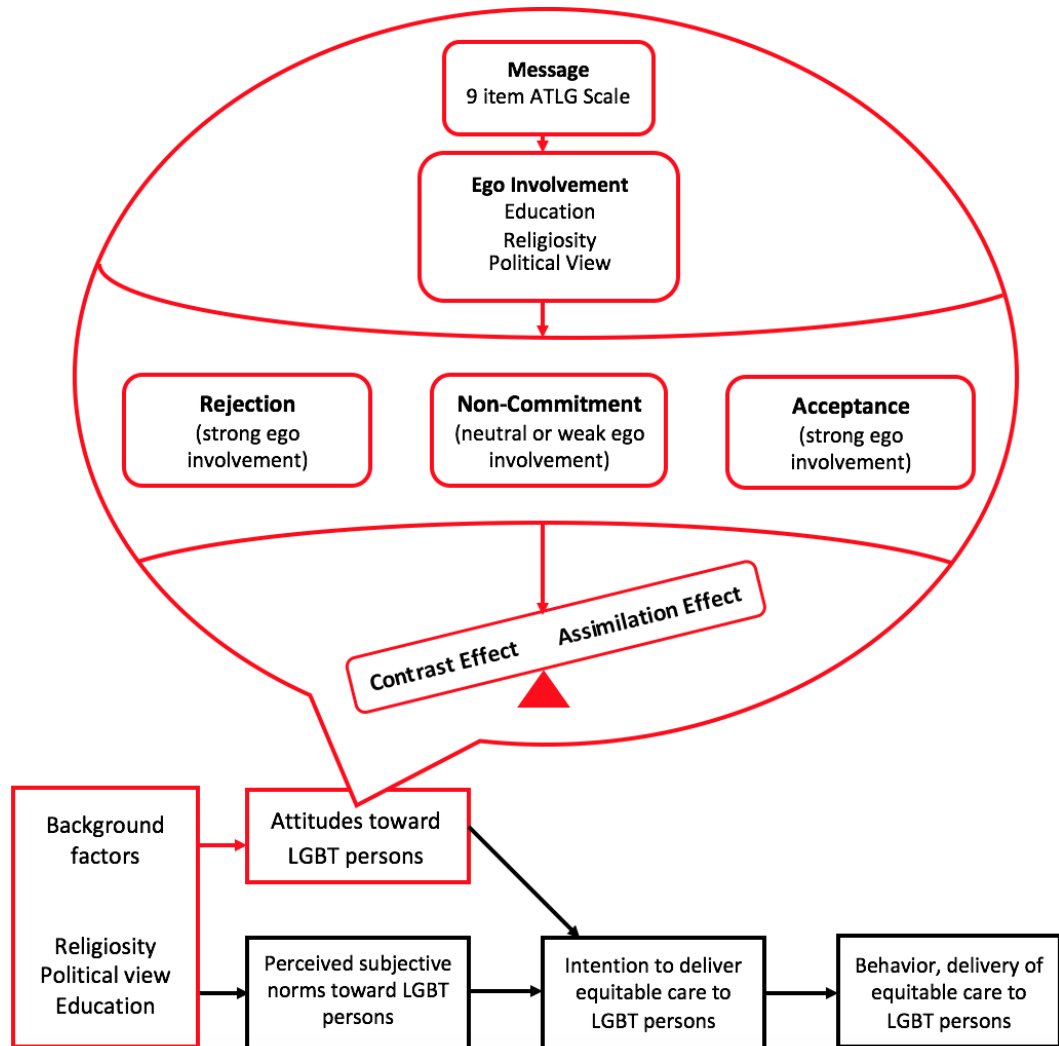 Message
9 item ATLG Scale
Ego Involvement
Education
Religiosity
Political View
Rejection
(strong ego
involvement)
Non-Commitment
(neutral or weak ego
involvement)
Acceptance
(strong ego
involvement)
Contrast Effect
Assimilation Effect
Background
factors
Religiosity
Political view
Education
Attitudes toward
LGBT persons
Perceived subjective
norms toward LGBT
persons
Intention to deliver
equitable care to
LGBT persons
Behavior, delivery of
equitable care to
LGBT persons